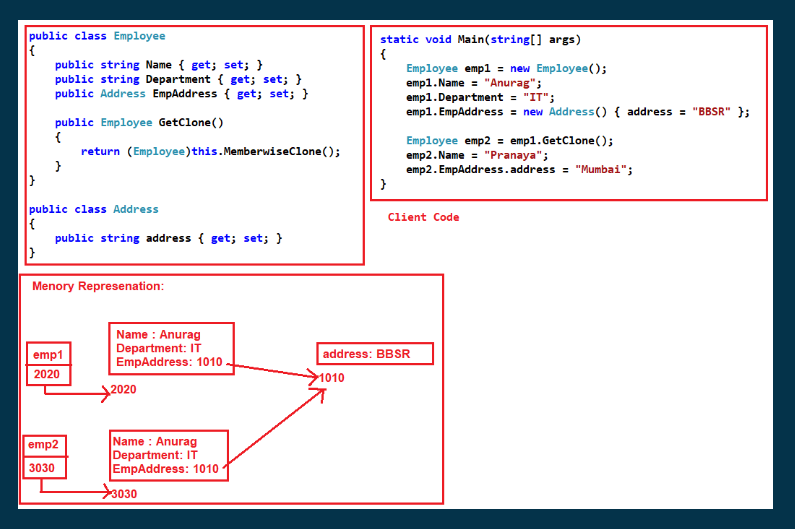 public class Employee
{
public string Name { get; set; }
public string Department { get; set; }
public Address EmpAddress { get; set; }
public Employee GetClone()
{
return (Employee)this.MemberwiseClone();
}
}
public class Address
{
public string address { get; set; }
}
static void Main(string[] args)
{
Employee emp1 = new Employee();
emp1.Name = "Anurag";
emp1.Department = "IT";
emp1.EmpAddress = new Address() { address = "BBSR" };
Employee emp2 = emp1.GetClone();
emp2.Name = "Pranaya";
emp2.EmpAddress.address = "Mumbai";
}
Client Code
Menory Represenation:
emp1
2020
Name : Anurag
Department: IT
EmpAddress: 1010
2020
address: BBSR
1010
emp2
3030
Name : Anurag
Department: IT
EmpAddress: 1010
3030